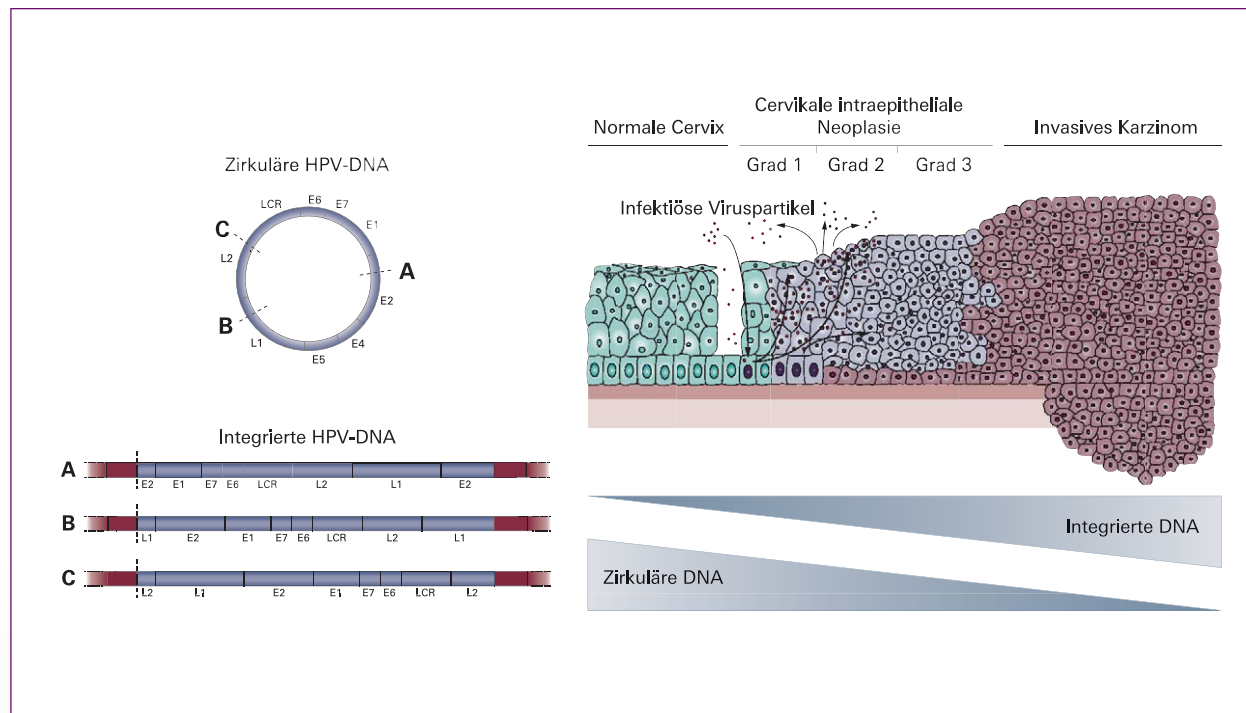 Zirkuläre HPV-DNA
LCR
E6
E7
E1
C
A
L2
E2
B
L1
E4
E5
Integrierte HPV-DNA
A
E2 E1 E7 E6 LCR L2 L1 E2
B
L1 E2 E1 E7 E6 LCR L2 L1
C
L2 L1 E2 E1 E7 E6 LCR L2
Normale Cervix
Cervikale intraepitheliale
Neoplasie
Invasives Karzinom
Grad 1 Grad 2 Grad 3
Infektiöse Viruspartikel
Integrierte DNA
Zirkuläre DNA